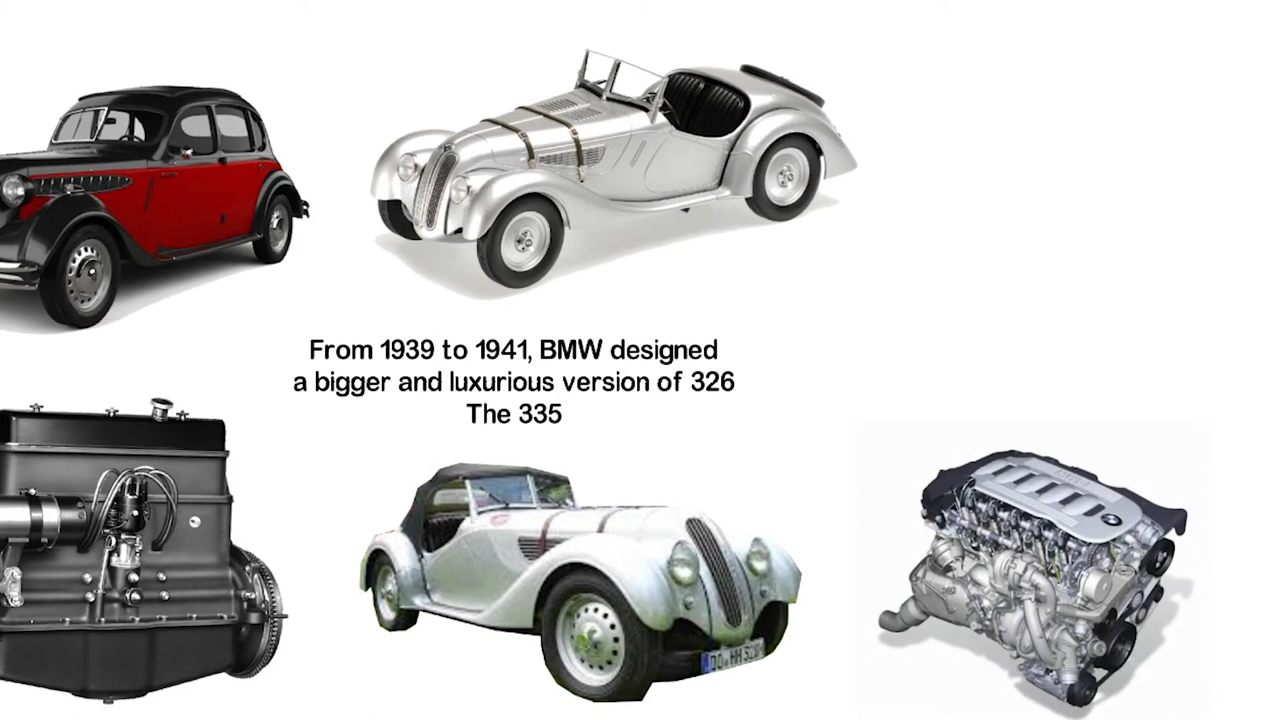 From 1939 to 1941, BMW designed
a bigger and luxurious version of 326
The 335